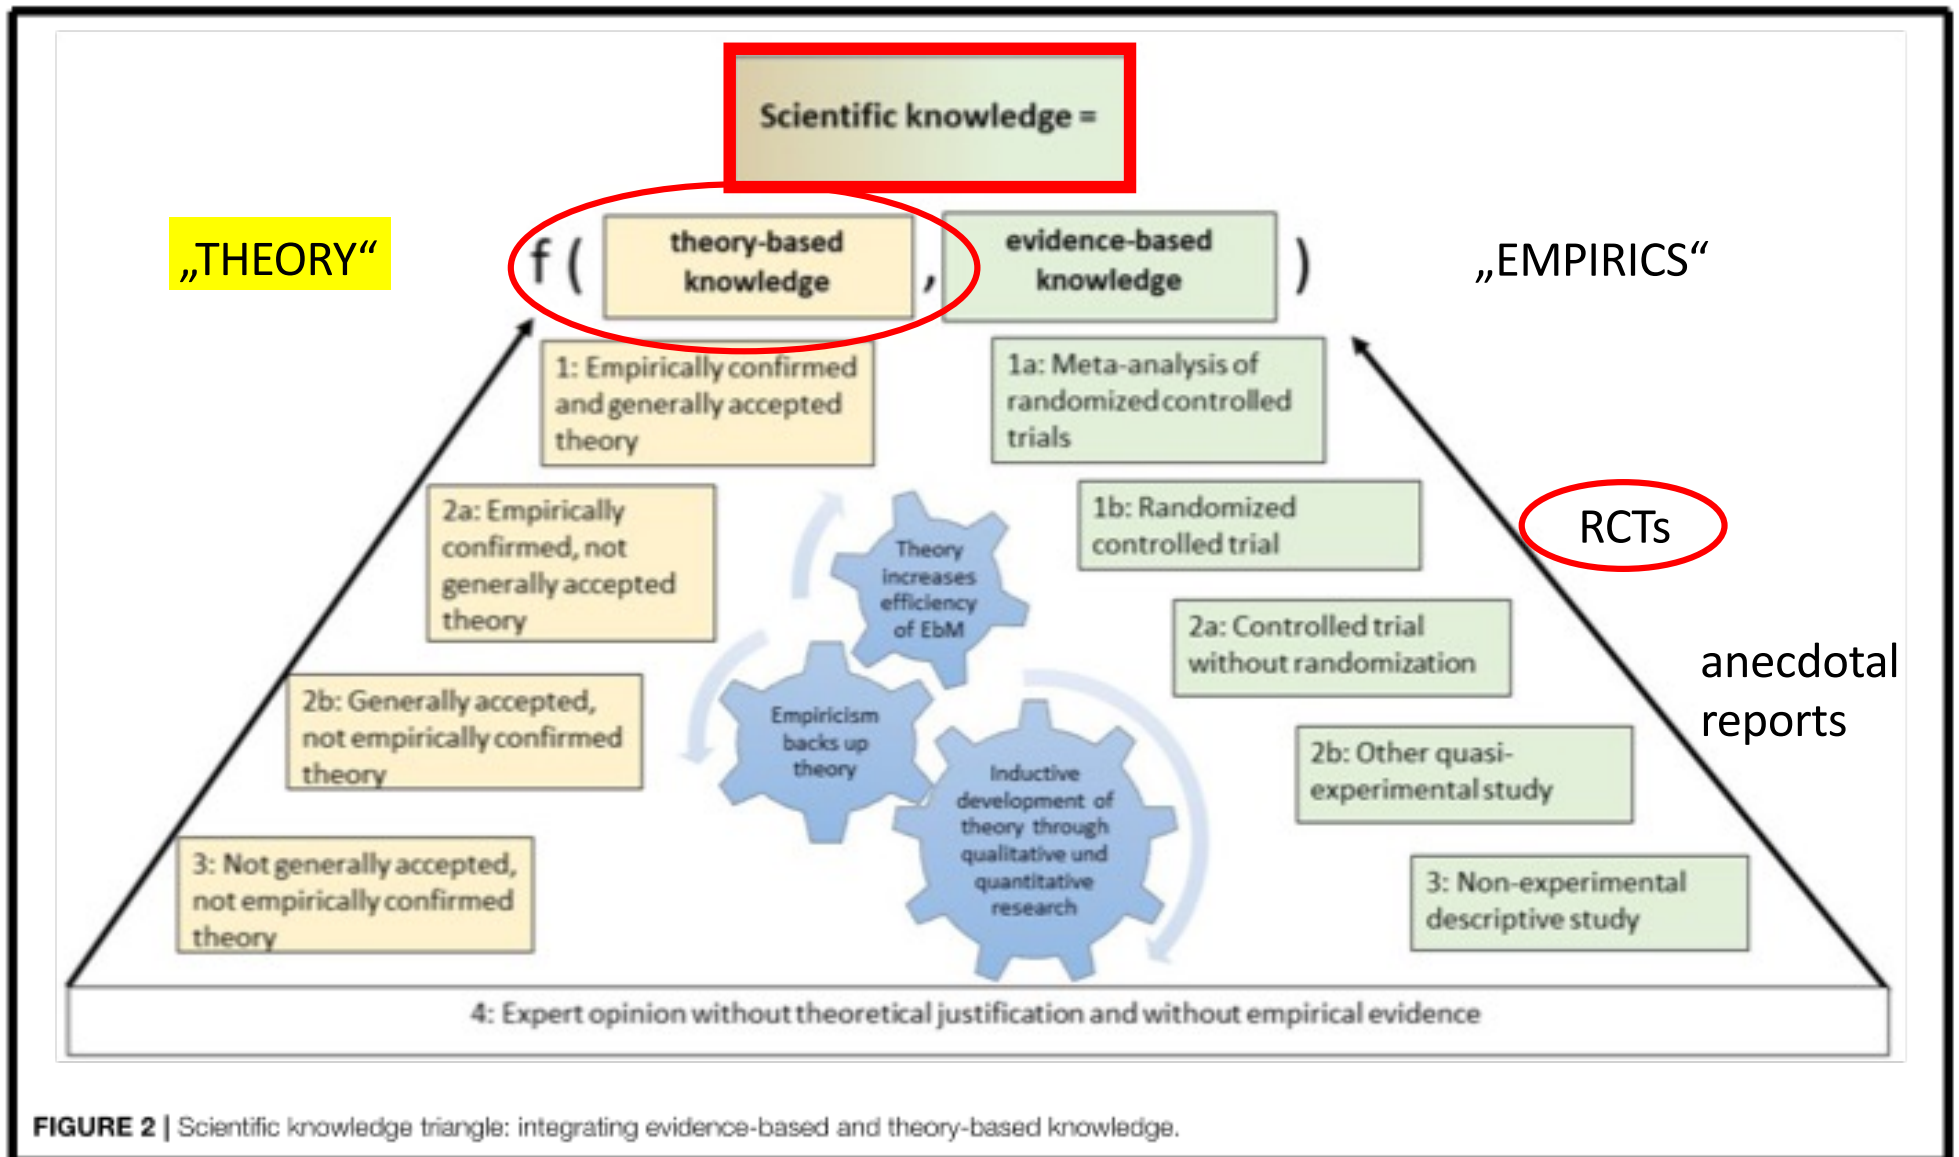 Scientific knowledge =
„THEORY“
f ( theory-based
knowledge
,
evidence-based
knowledge
)
„EMPIRICS“
1: Empirically confirmed
and generally accepted
theory
1a: Meta-analysis of
randomized controlled
trials
2a: Empirically
confirmed, not
generally accepted
theory
1b: Randomized
controlled trial
RCTs
Theory
increases
efficiency
of EbM
2a: Controlled trial
without randomization
anecdotal
reports
2b: Generally accepted,
not empirically confirmed
theory
Empiricism
backs up
theory
2b: Other quasi-
experimental study
Inductive
development of
theory through
qualitative und
quantitative
research
3: Not generally accepted,
not empirically confirmed
theory
3: Non-experimental
descriptive study
4: Expert opinion without theoretical justification and without empirical evidence
FIGURE 2 | Scientific knowledge triangle: integrating evidence-based and theory-based knowledge.